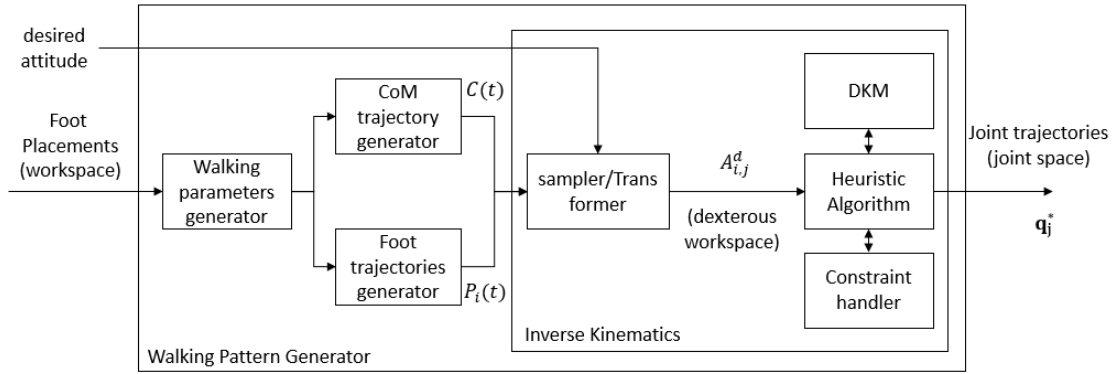 desired
attitude
Foot
Placements
(workspace)
Walking
parameters
generator
CoM
trajectory
generator
C(t)
Foot
trajectories
generator
P_i(t)
sampler/Trans
former
A^d_{i,j}
(dexterous
workspace)
DKM
Heuristic
Algorithm
Constraint
handler
Joint trajectories
(joint space)
q_j^*
Inverse Kinematics
Walking Pattern Generator